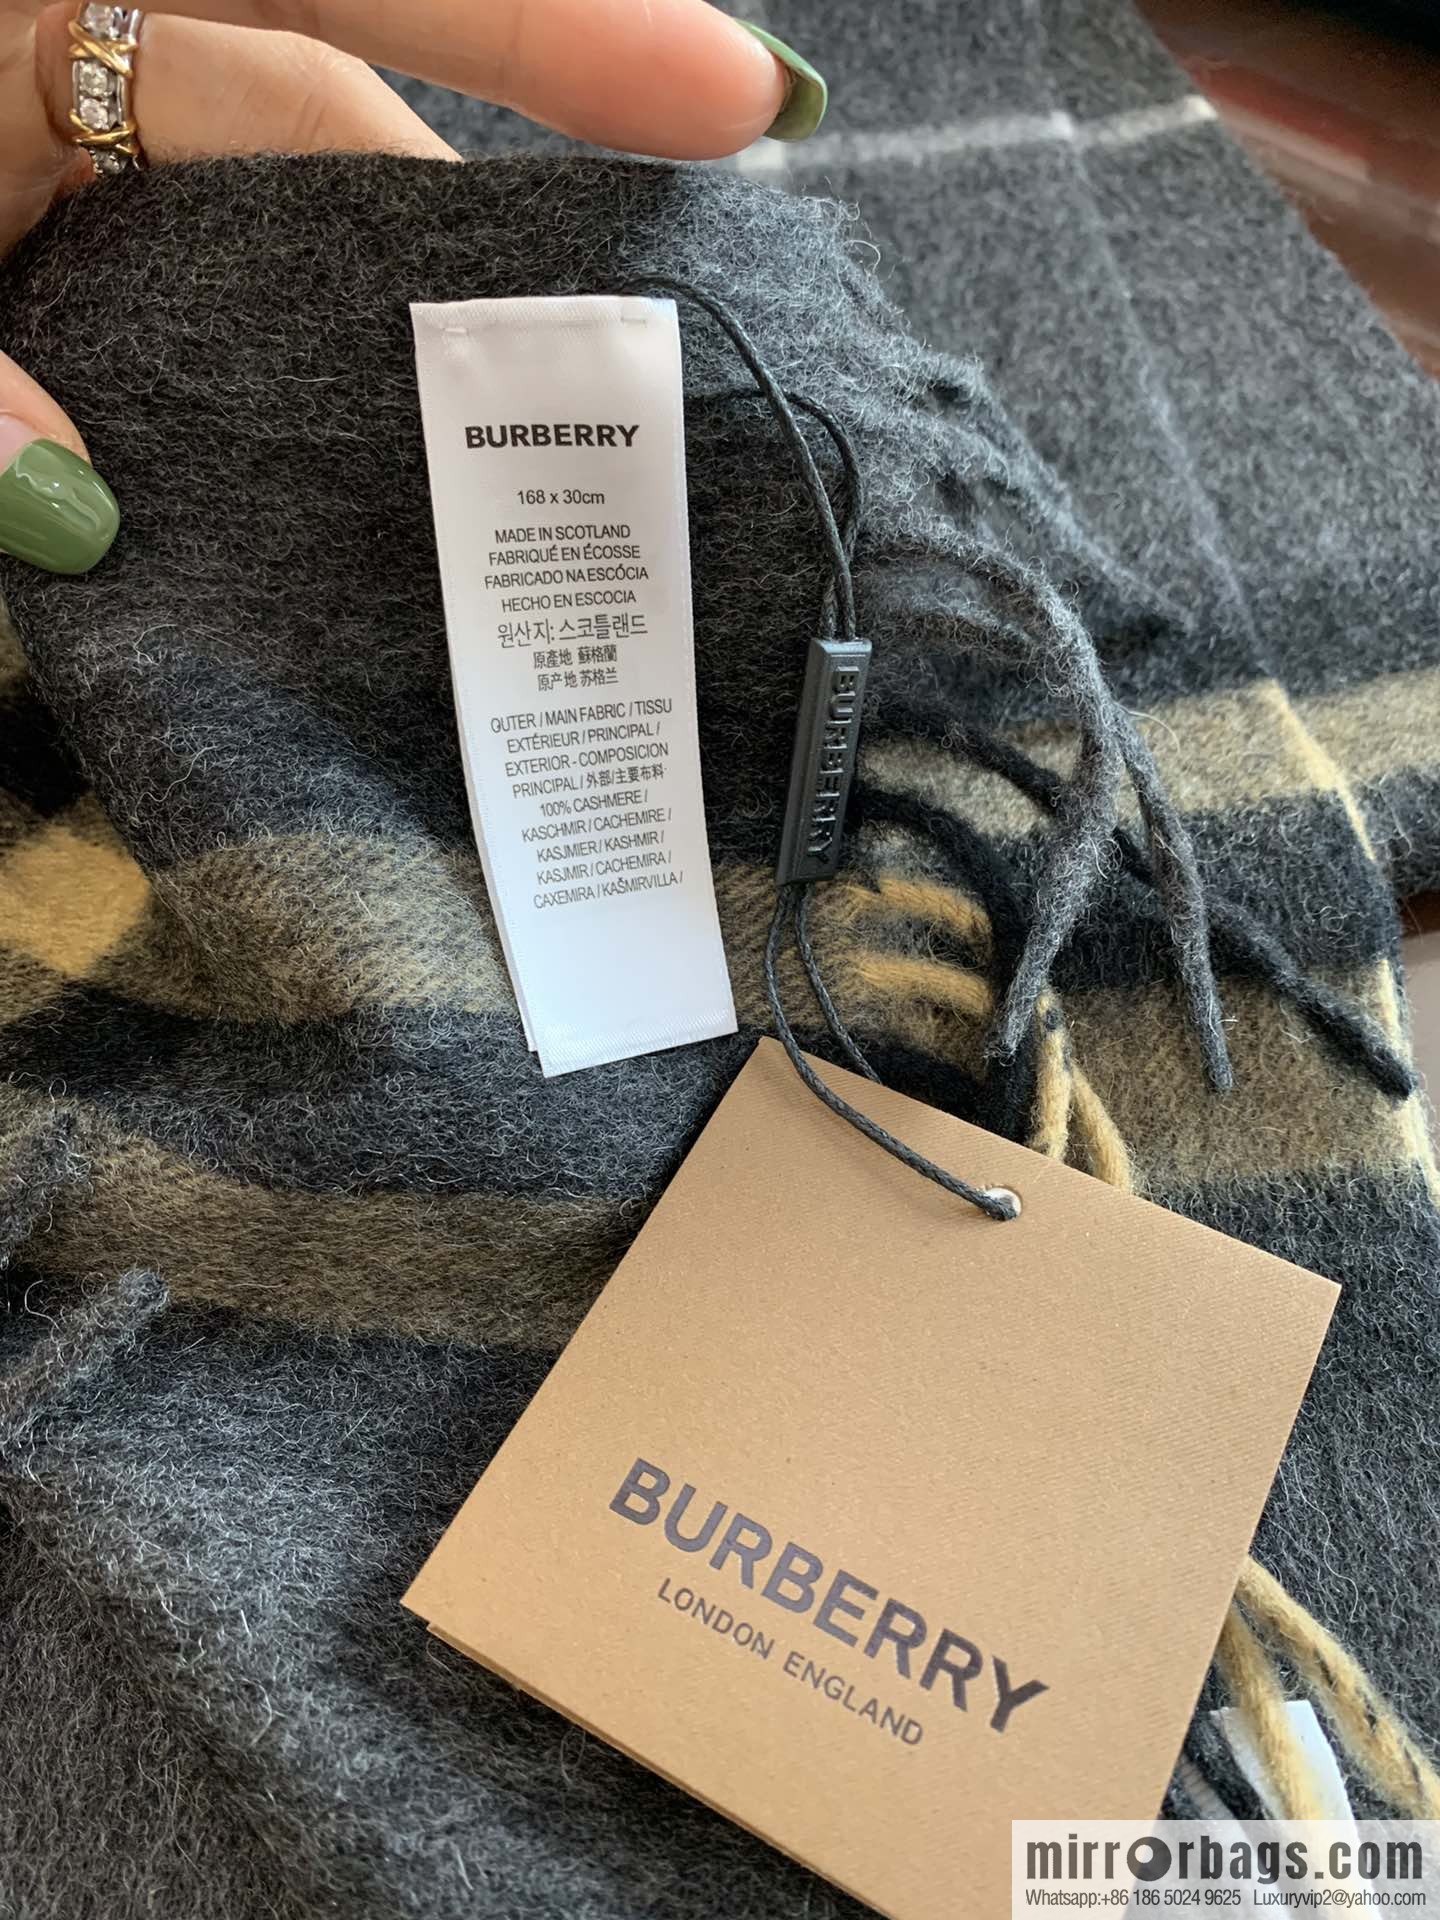 BURBERRY
168 x 30cm
MADE IN SCOTLAND
FABRIQUÉ EN ÉCOSSE
FABRICADO NA ESCÓCIA
HECHO EN ESCOCIA
원산지: 스코틀랜드
原產地 蘇格蘭
原产地 苏格兰
OUTER / MAIN FABRIC / TISSU
EXTÉRIEUR / PRINCIPAL /
EXTERIOR - COMPOSICION
PRINCIPAL / 外部/主要布料·
100% CASHMERE /
KASCHMIR / CACHEMIRE /
KASJMIER / KASHMIR /
KASJMIR / CACHEMIRA /
CAXEMIRA / KAŠMIRVILLA /
BURBERRY
BURBERRY
LONDON ENGLAND
mirrorbags.com
Whatsapp:+86 186 5024 9625 Luxuryvip2@yahoo.com